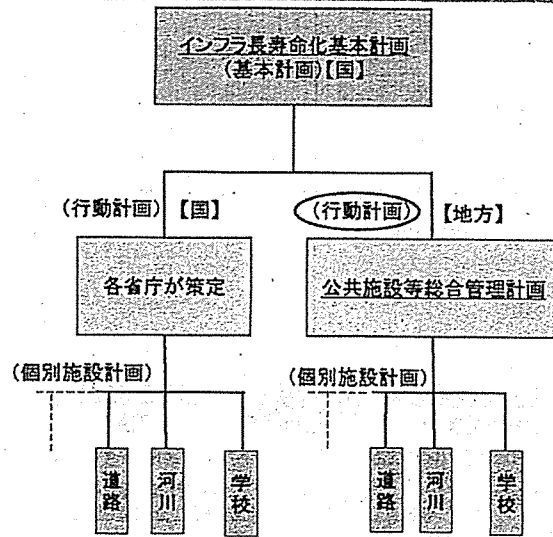 インフラ長寿命化基本計画
(基本計画)【国】
(行動計画)【国】
(行動計画)【地方】
各省庁が策定
公共施設等総合管理計画
(個別施設計画)
(個別施設計画)
道路
河川
学校
道路
河川
学校